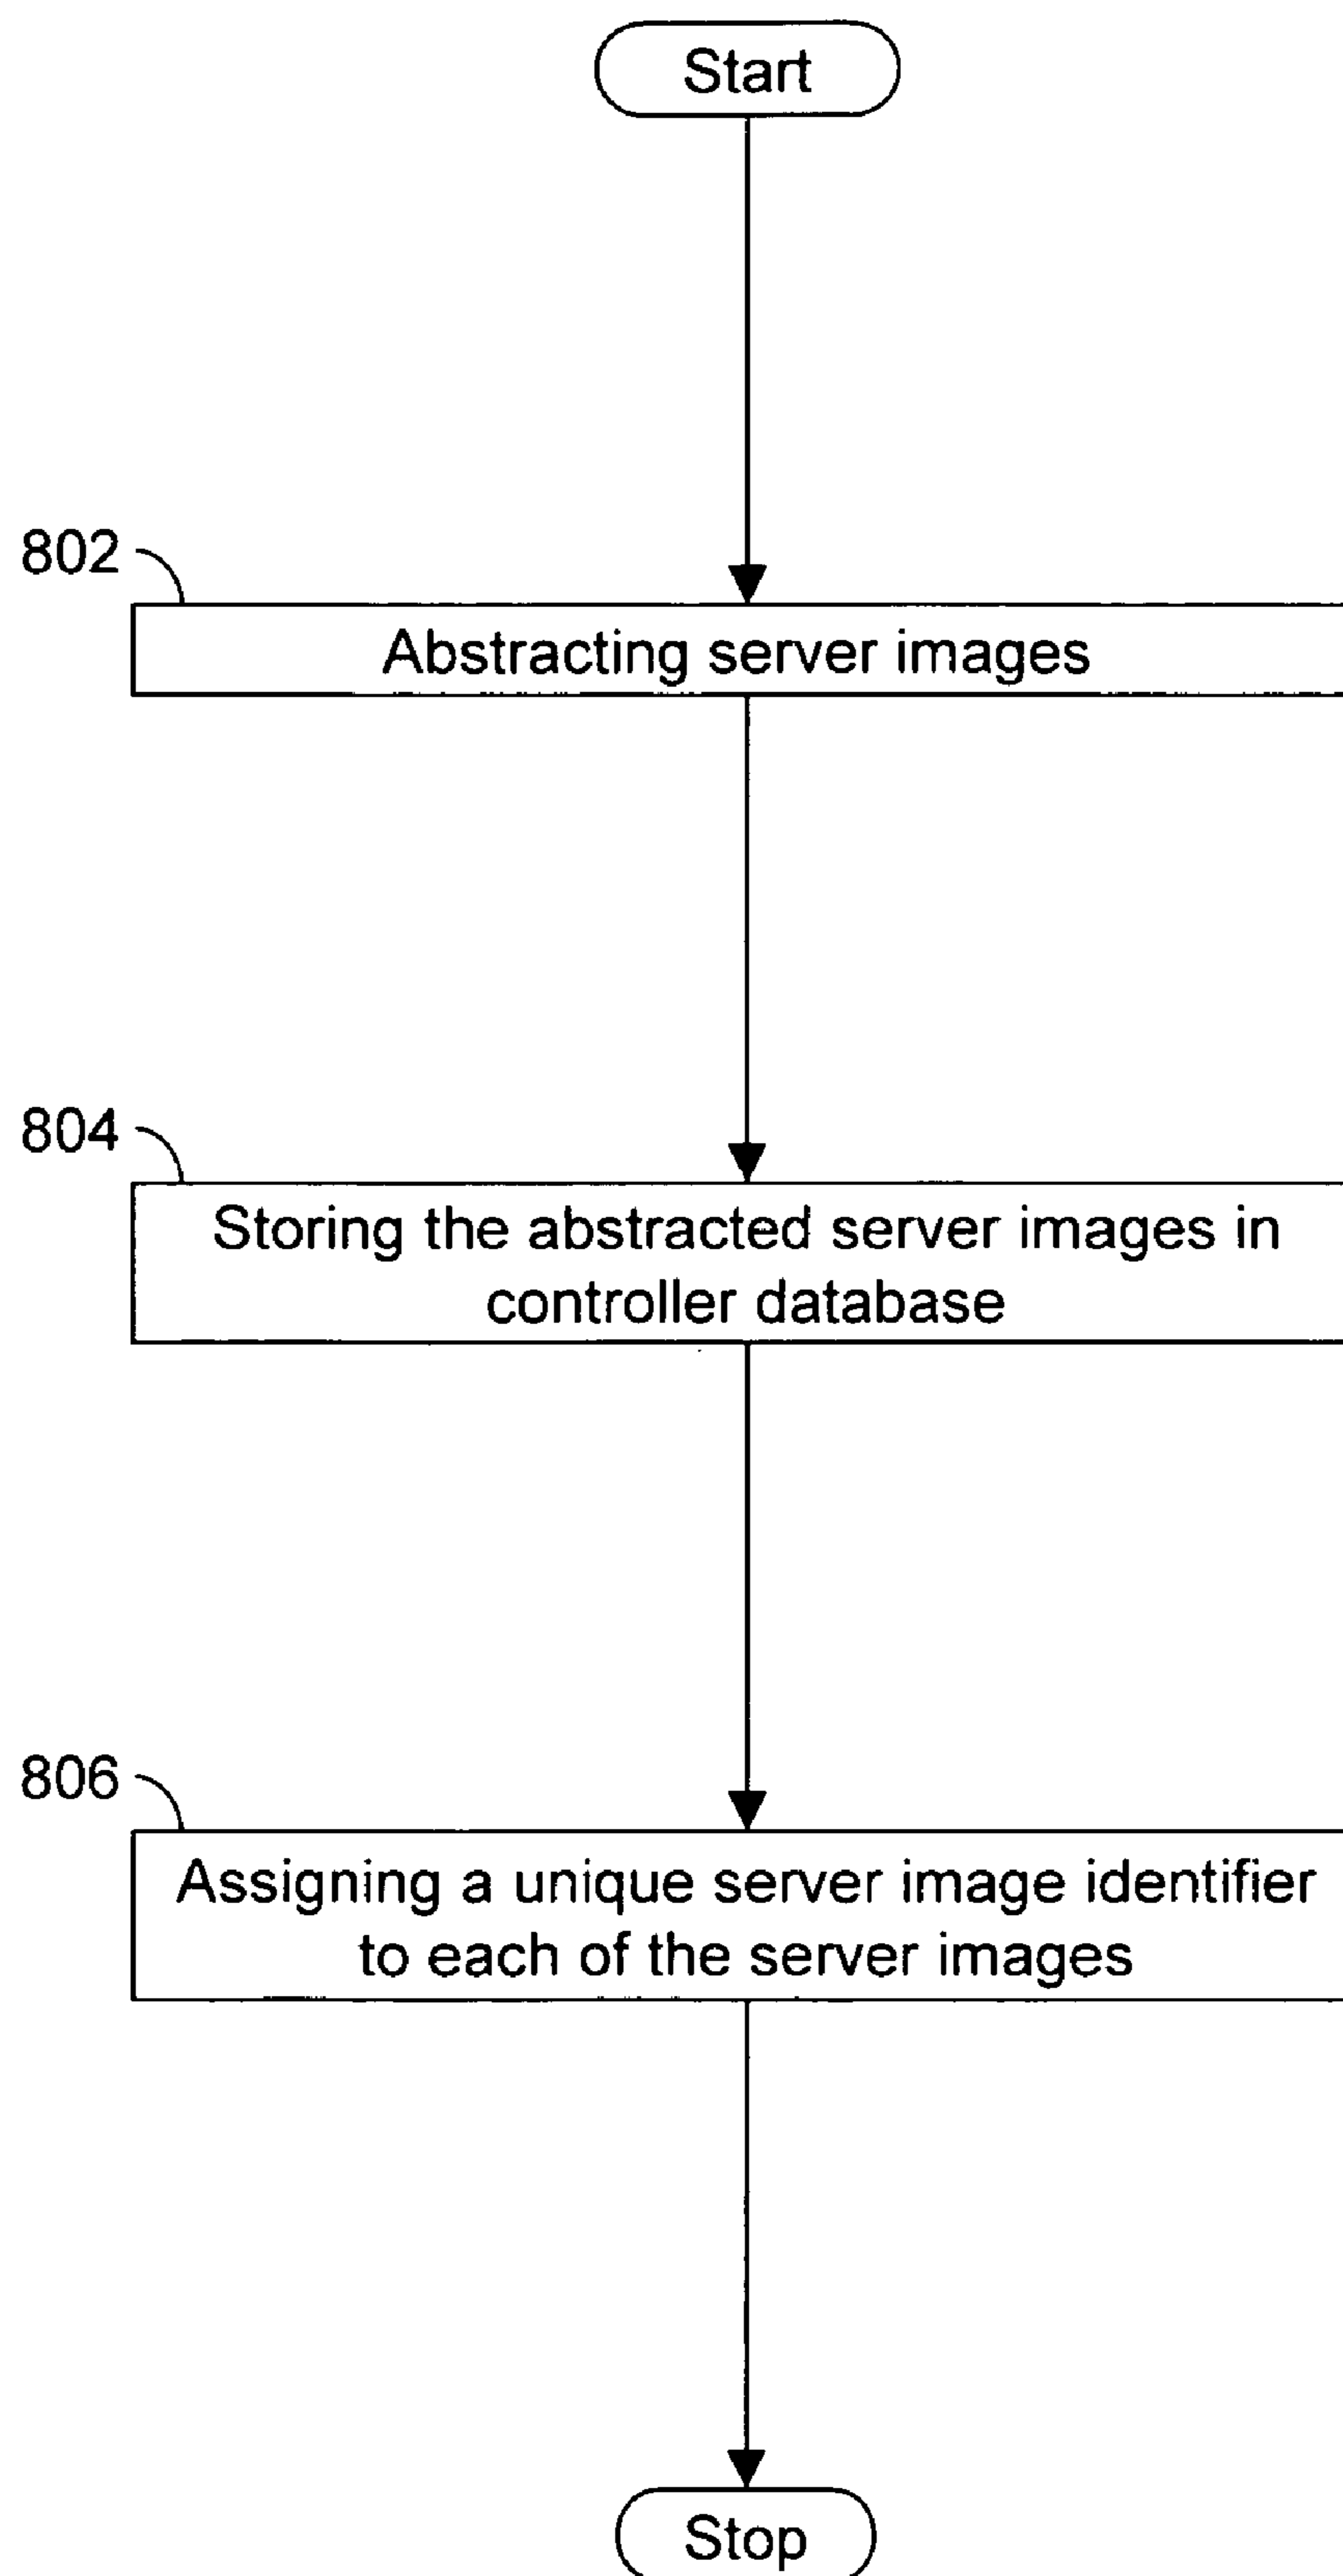 Start
802
Abstracting server images
804
Storing the abstracted server images in
controller database
806
Assigning a unique server image identifier
to each of the server images
Stop